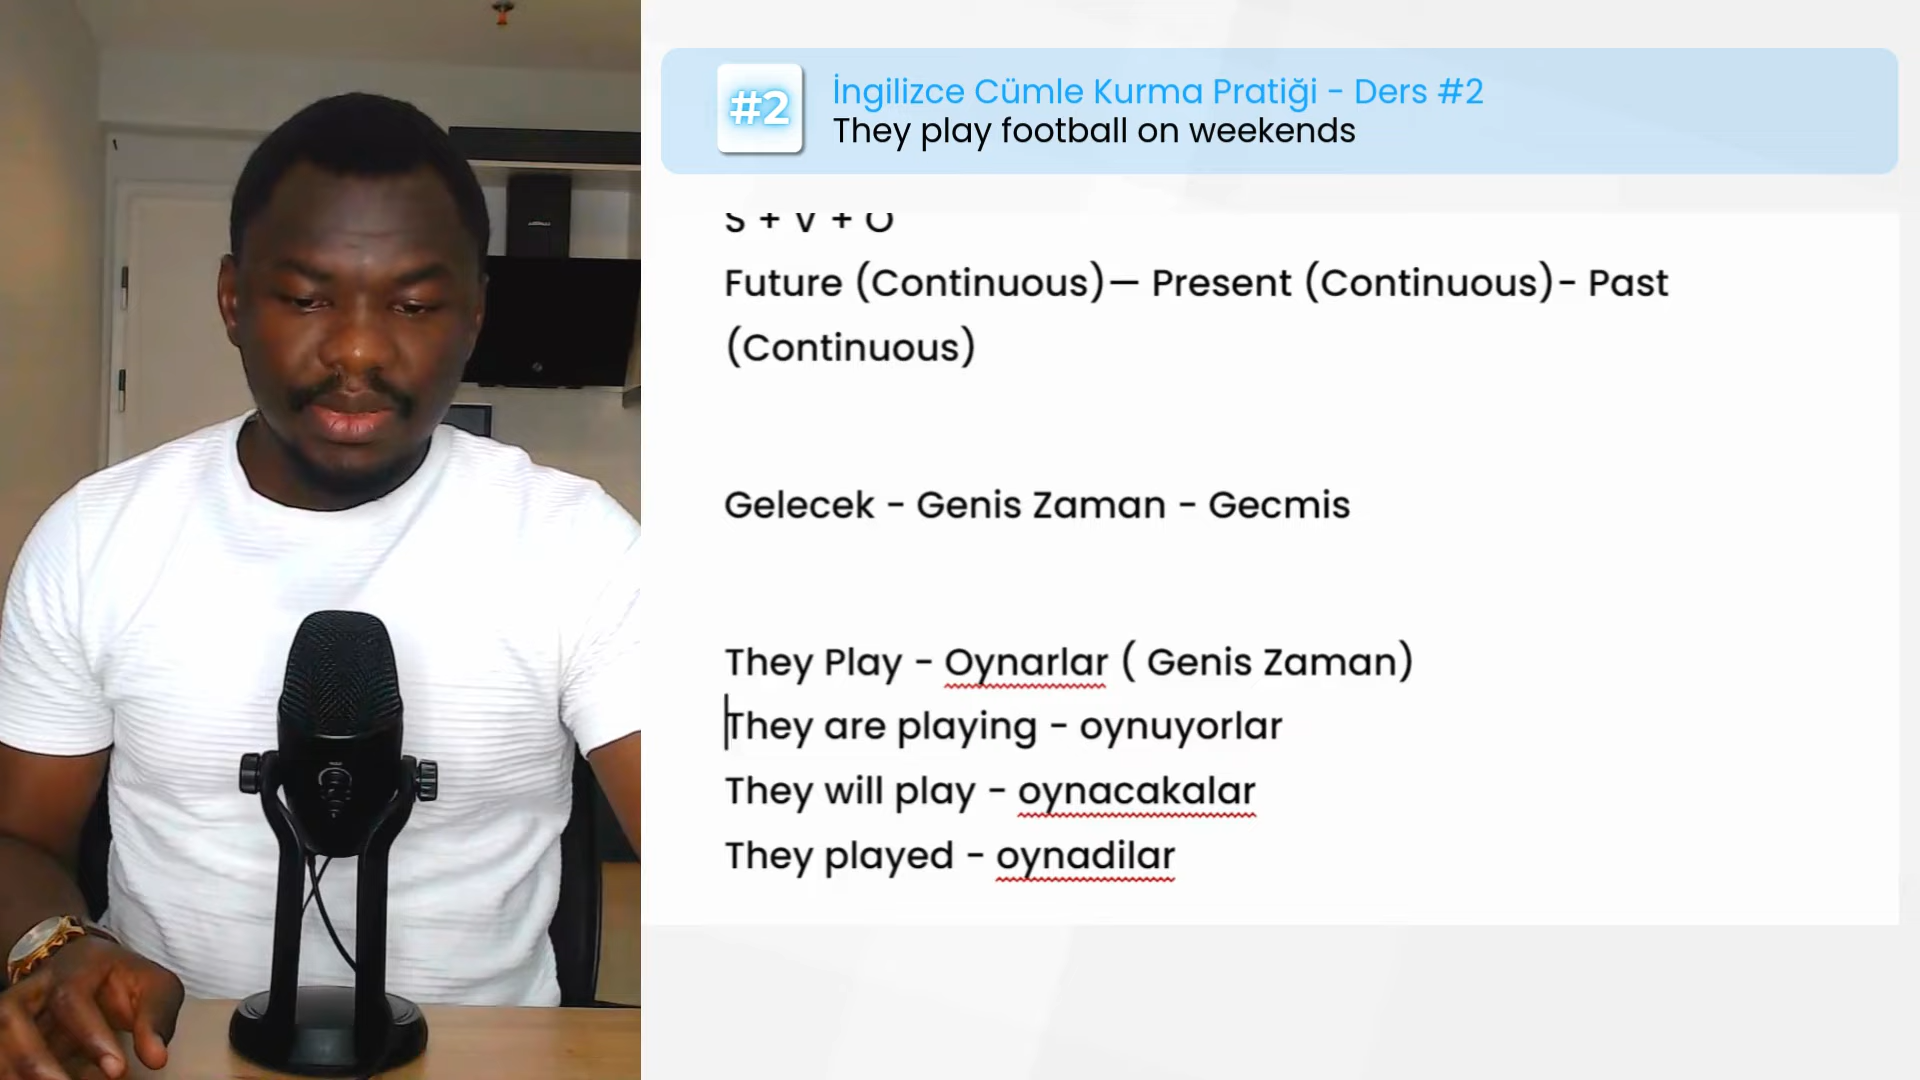 #2
İngilizce Cümle Kurma Pratiği - Ders #2
They play football on weekends
S + V + O
Future (Continuous)— Present (Continuous)- Past
(Continuous)
Gelecek - Genis Zaman - Gecmis
They Play - Oynarlar ( Genis Zaman)
They are playing - oynuyorlar
They will play - oynacakalar
They played - oynadilar